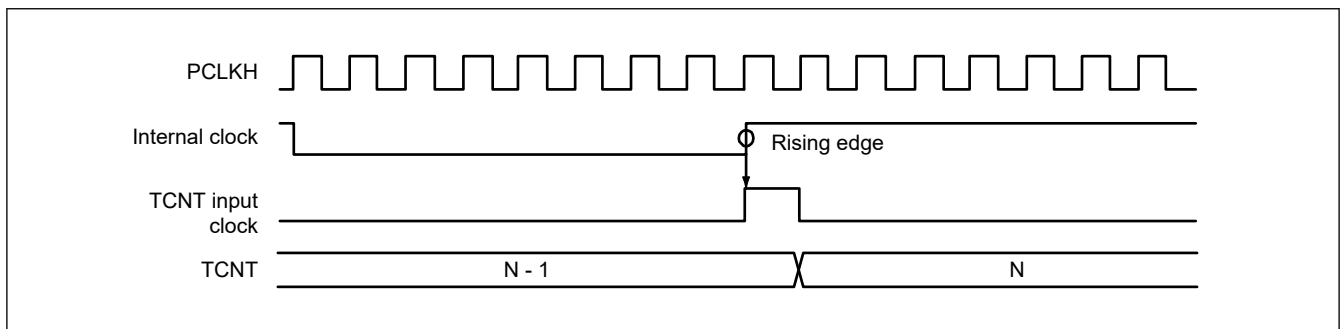 PCLKH
Internal clock
Rising edge
TCNT input
clock
TCNT
N - 1
N